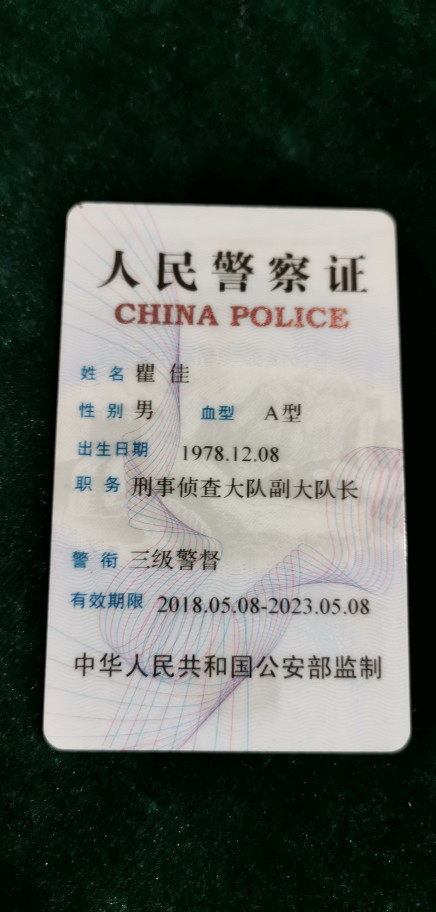 人民警察证
CHINA POLICE
姓名 瞿佳
性别 男 血型 A型
出生日期 1978.12.08
职务 刑事侦查大队副大队长
警衔 三级警督
有效期限 2018.05.08-2023.05.08
中华人民共和国公安部监制